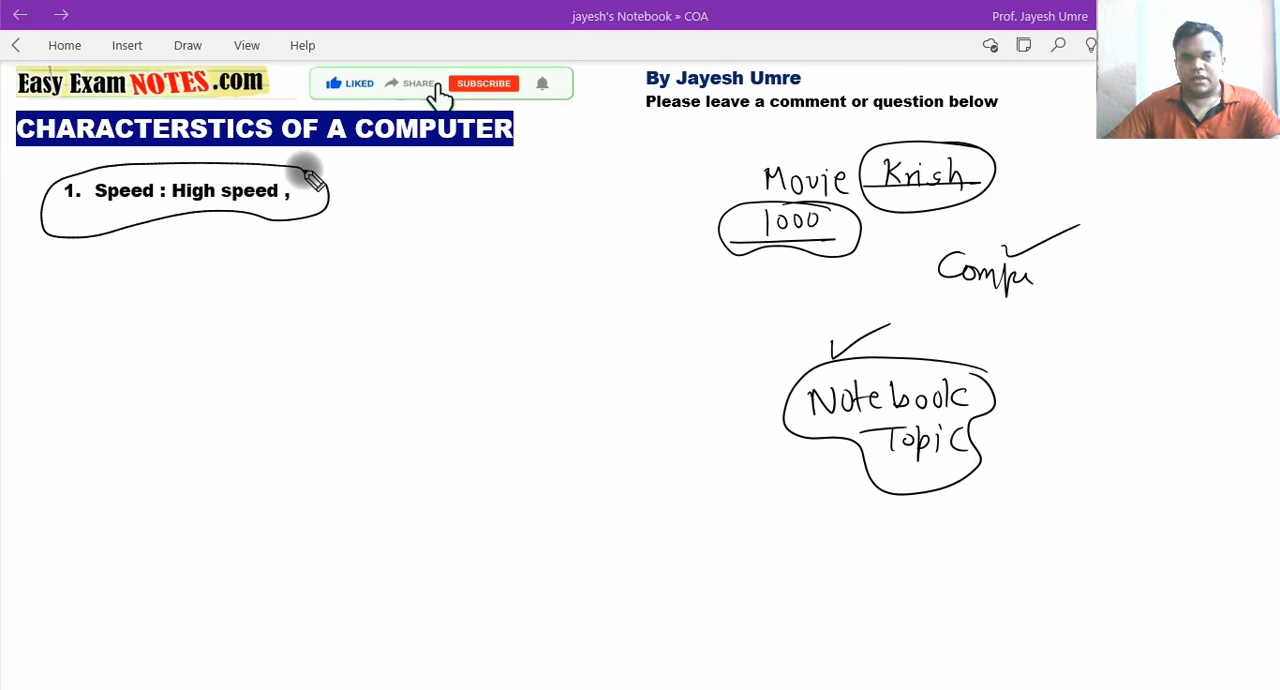 jayesh's Notebook » COA
Prof. Jayesh Umre
Home Insert Draw View Help
Easy Exam NOTES .com
LIKED SHARE SUBSCRIBE
By Jayesh Umre
Please leave a comment or question below
CHARACTERSTICS OF A COMPUTER
1. Speed : High speed ,
Movie Krish
1000
Compu
Notebook
Topic